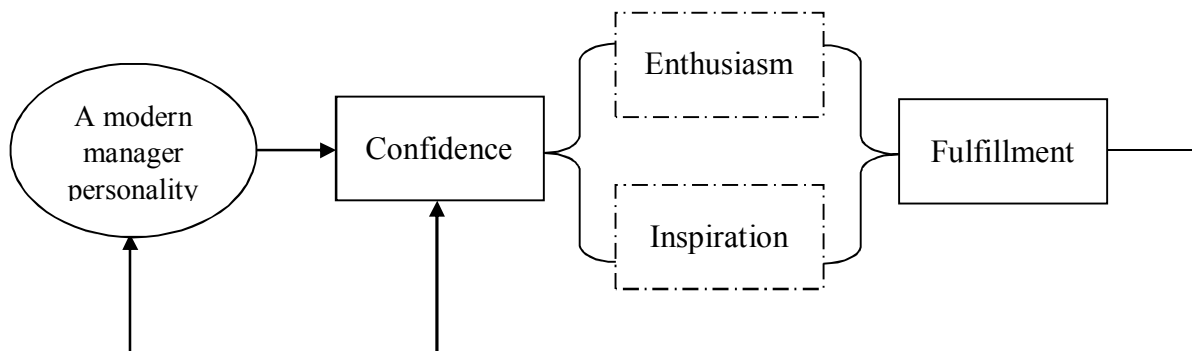 A modern
manager
personality
Confidence
Enthusiasm
Inspiration
Fulfillment